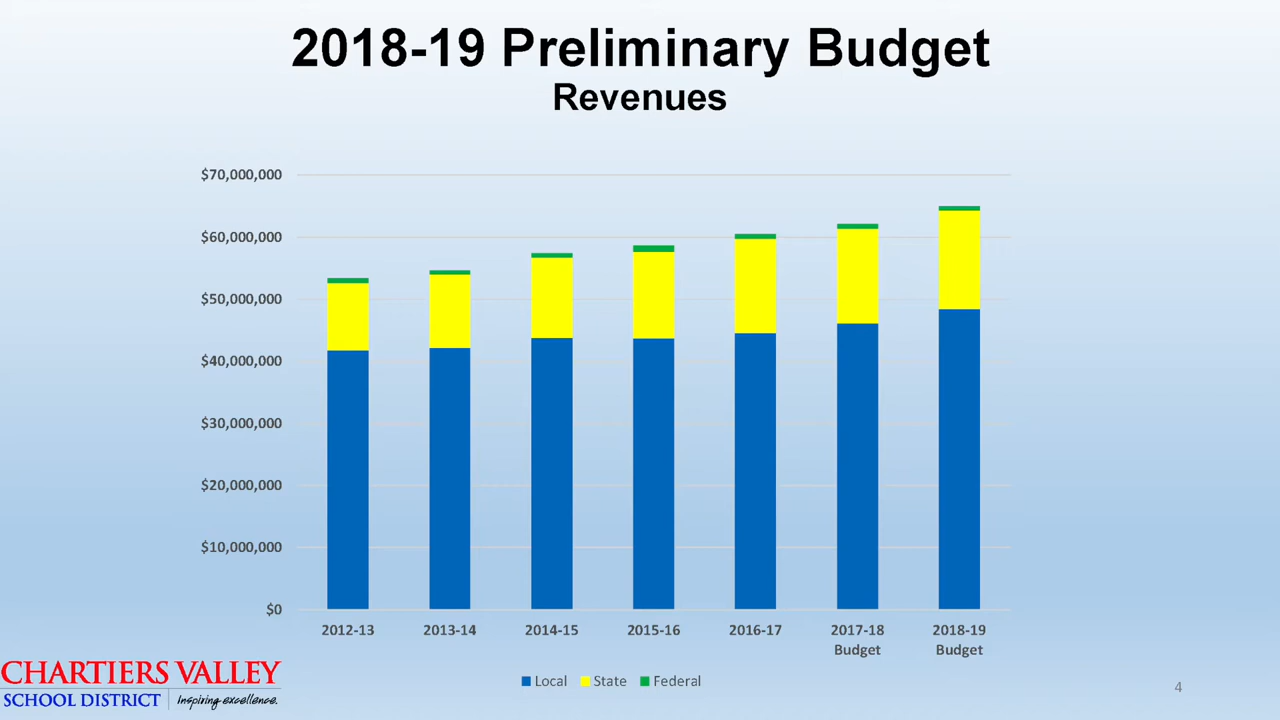 2018-19 Preliminary Budget
Revenues
$70,000,000
$60,000,000
$50,000,000
$40,000,000
$30,000,000
$20,000,000
$10,000,000
$0
2012-13 2013-14 2014-15 2015-16 2016-17 2017-18 Budget 2018-19 Budget
Local State Federal
CHARTIERS VALLEY
SCHOOL DISTRICT Inspiring excellence.
4